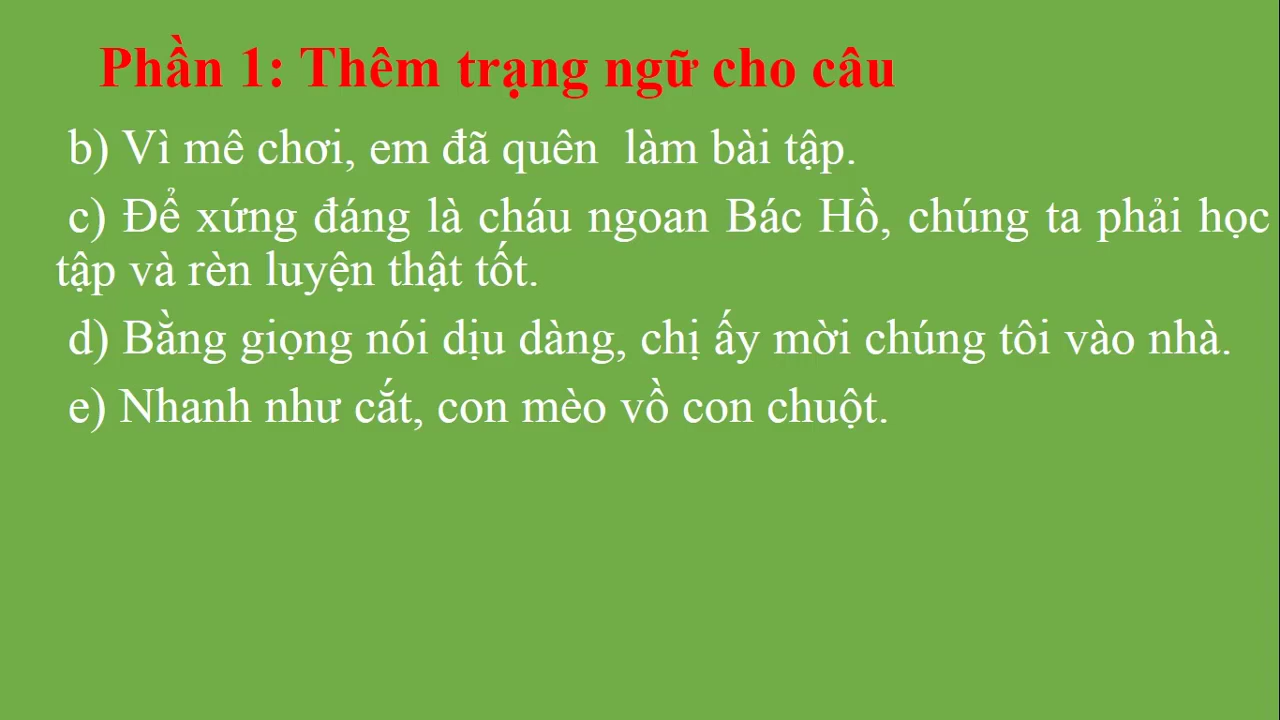 Phần 1: Thêm trạng ngữ cho câu
b) Vì mê chơi, em đã quên  làm bài tập.
c) Để xứng đáng là cháu ngoan Bác Hồ, chúng ta phải học
tập và rèn luyện thật tốt.
d) Bằng giọng nói dịu dàng, chị ấy mời chúng tôi vào nhà.
e) Nhanh như cắt, con mèo vồ con chuột.